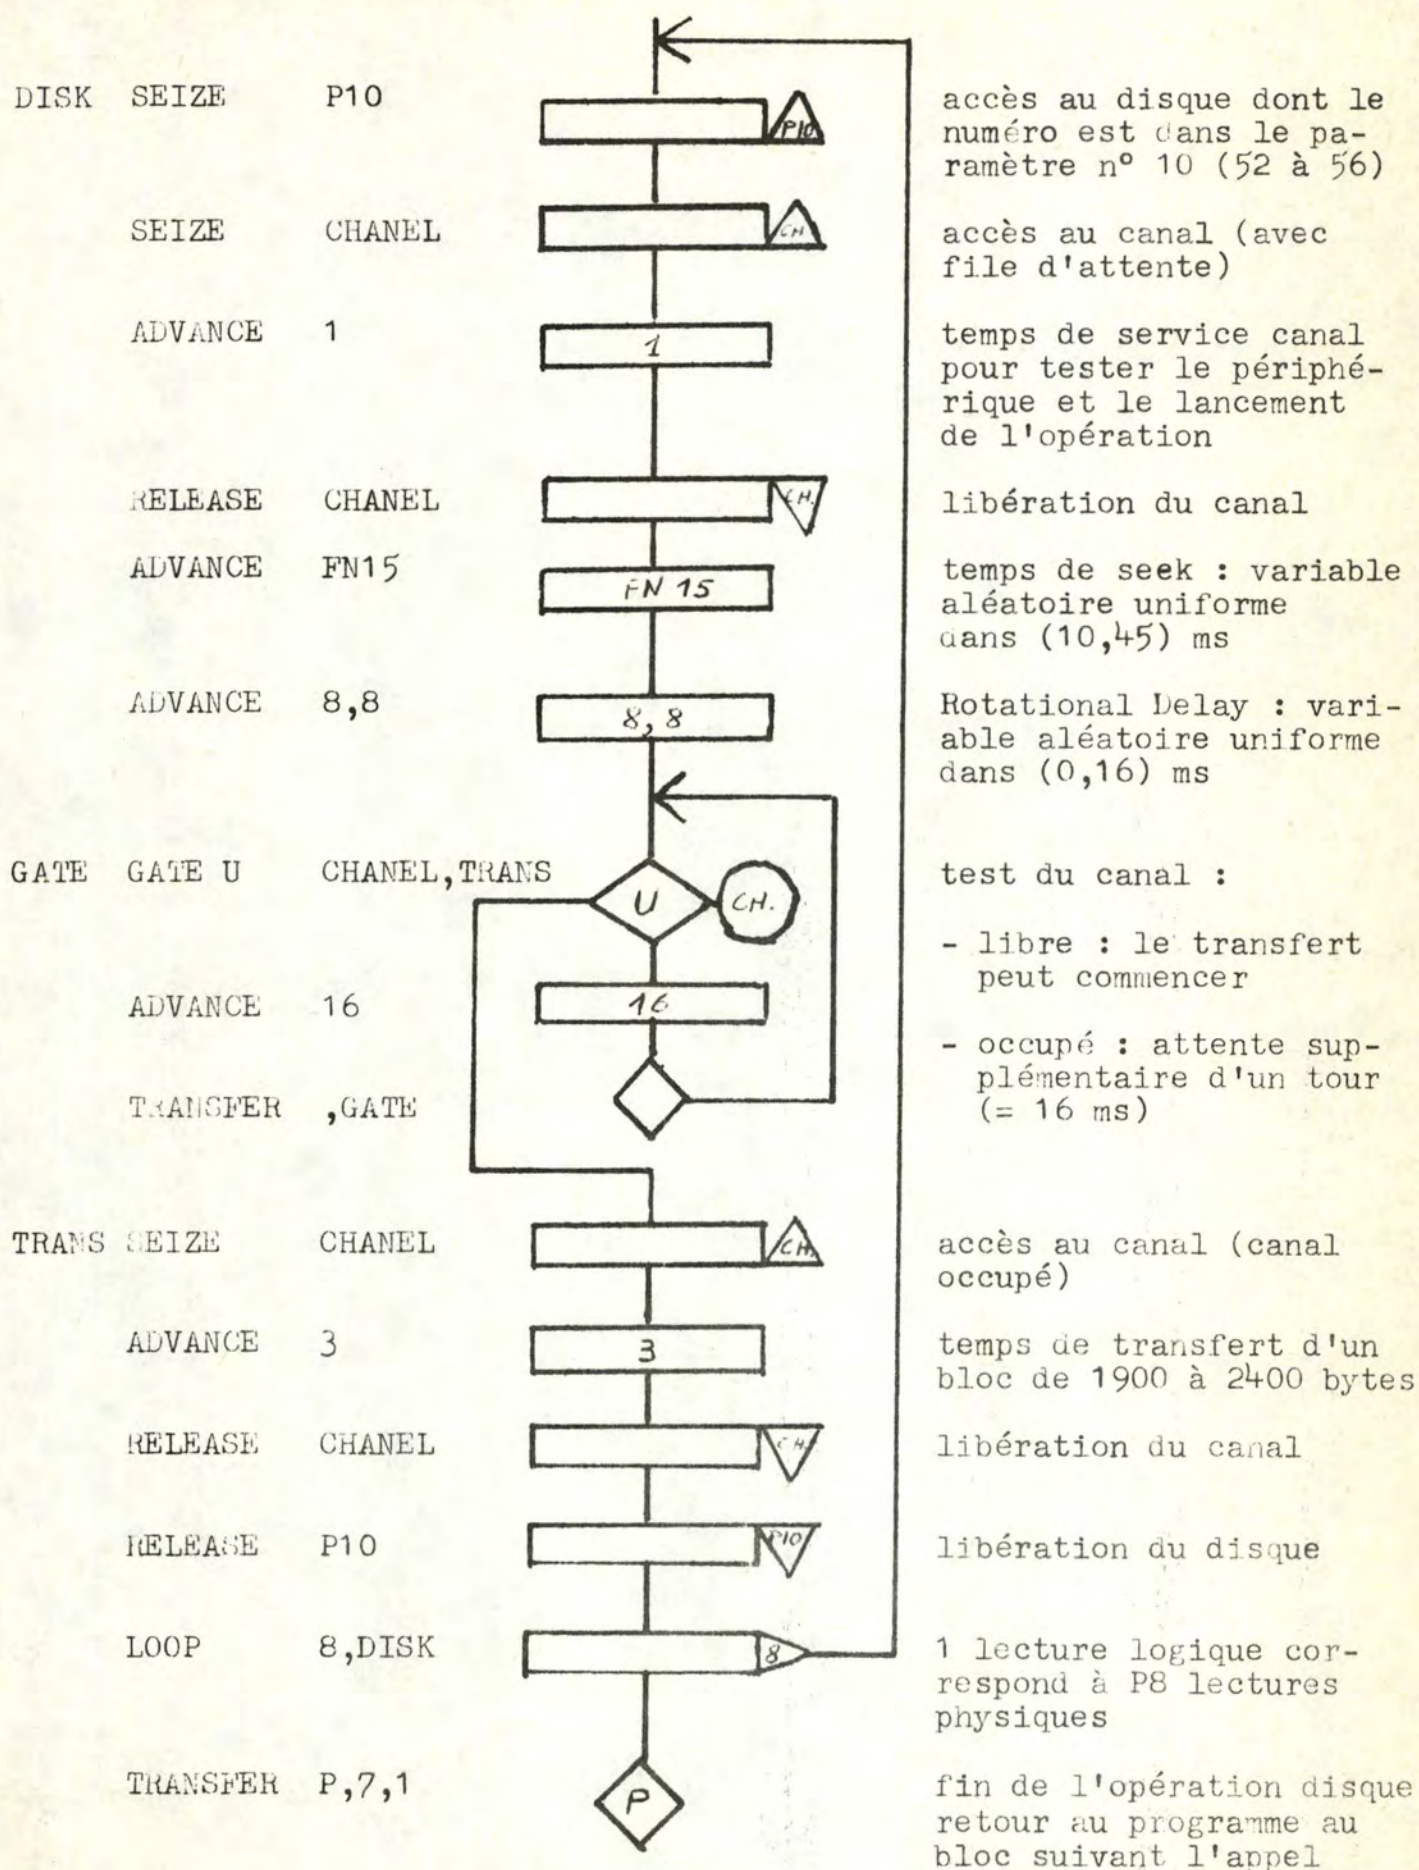 DISK SEIZE P10 P10 accès au disque dont le
numéro est dans le pa-
ramètre n° 10 (52 à 56)
SEIZE CHANEL CH accès au canal (avec
file d'attente)
ADVANCE 1 1 temps de service canal
pour tester le périphé-
rique et le lancement
de l'opération
RELEASE CHANEL CH. libération du canal
ADVANCE FN15 FN 15 temps de seek : variable
aléatoire uniforme
dans (10,45) ms
ADVANCE 8,8 8, 8 Rotational Delay : vari-
able aléatoire uniforme
dans (0,16) ms
GATE GATE U CHANEL,TRANS U CH. test du canal :
- libre : le transfert
peut commencer
ADVANCE 16 16
- occupé : attente sup-
plémentaire d'un tour
(= 16 ms)
TRANSFER ,GATE
TRANS SEIZE CHANEL CH. accès au canal (canal
occupé)
ADVANCE 3 3 temps de transfert d'un
bloc de 1900 à 2400 bytes
RELEASE CHANEL CH. libération du canal
RELEASE P10 P10 libération du disque
LOOP 8,DISK 8 1 lecture logique cor-
respond à P8 lectures
physiques
TRANSFER P,7,1 P fin de l'opération disque
retour au programme au
bloc suivant l'appel